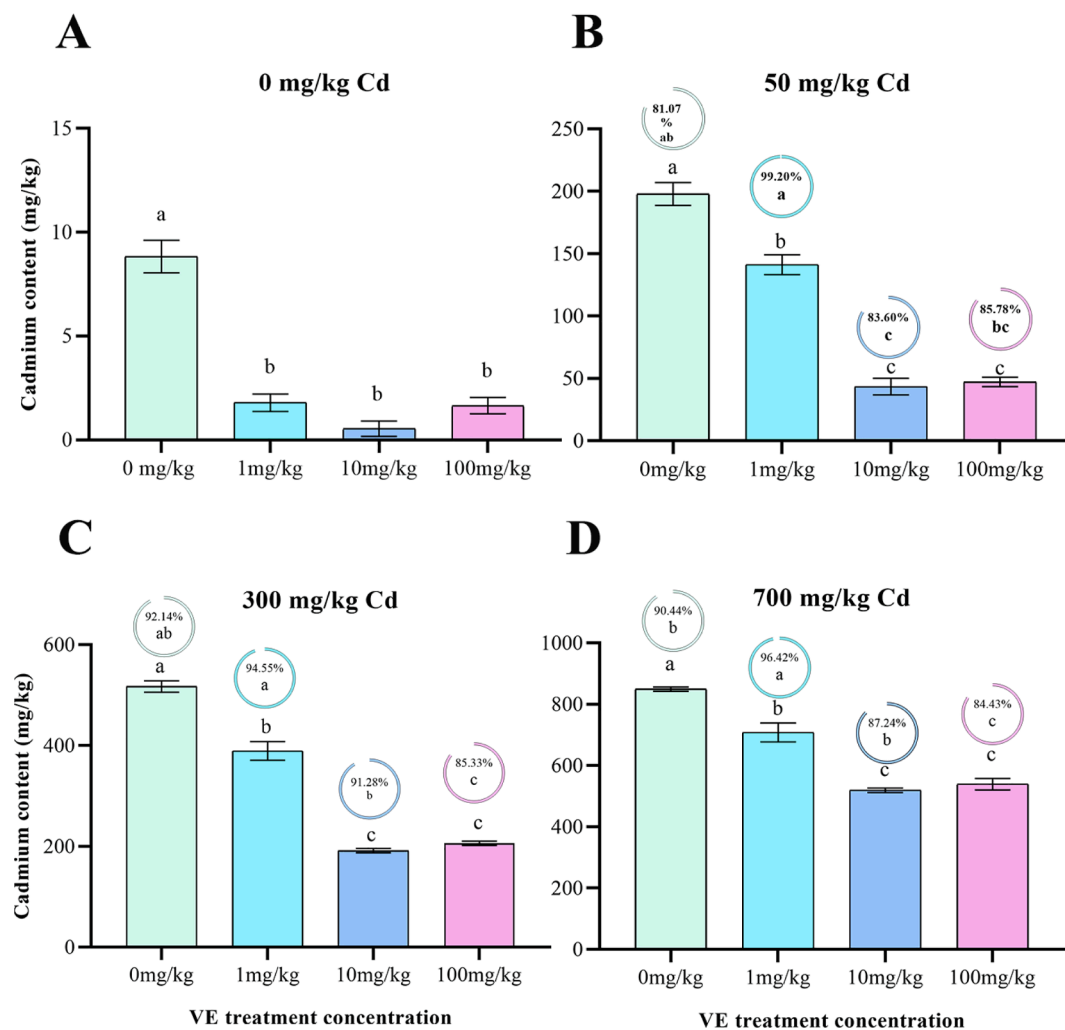 A
0 mg/kg Cd
Cadmium content (mg/kg)
15
10
5
0
a
b
b
b
0 mg/kg
1mg/kg
10mg/kg
100mg/kg
B
50 mg/kg Cd
250
200
150
100
50
0
81.07
%
ab
a
99.20%
a
b
83.60%
c
c
85.78%
bc
c
0mg/kg
1mg/kg
10mg/kg
100mg/kg
C
300 mg/kg Cd
Cadmium content (mg/kg)
600
400
200
0
92.14%
ab
a
94.55%
a
b
91.28%
b
c
85.33%
c
c
0mg/kg
1mg/kg
10mg/kg
100mg/kg
VE treatment concentration
D
700 mg/kg Cd
1000
800
600
400
200
0
90.44%
b
a
96.42%
a
b
87.24%
b
c
84.43%
c
c
0mg/kg
1mg/kg
10mg/kg
100mg/kg
VE treatment concentration